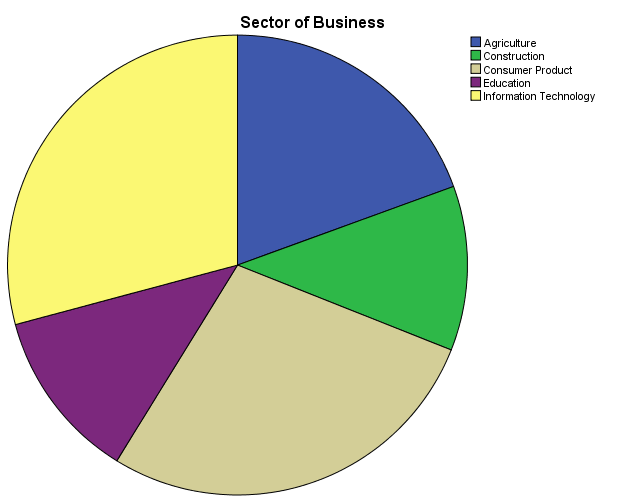 Sector of Business
Agriculture
Construction
Consumer Product
Education
Information Technology